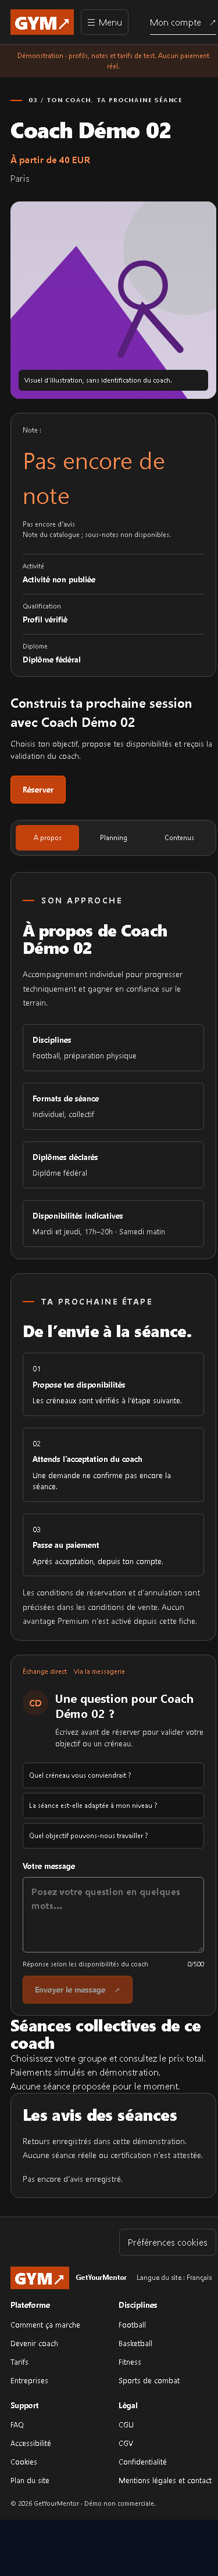 GYM↗
☰ Menu
Mon compte ↗
Démonstration · profils, notes et tarifs de test. Aucun paiement
réel.
03 / TON COACH, TA PROCHAINE SÉANCE
Coach Démo 02
À partir de 40 EUR
Paris
Visuel d'illustration, sans identification du coach.
Note :
Pas encore de
note
Pas encore d'avis
Note du catalogue ; sous-notes non disponibles.
Activité
Activité non publiée
Qualification
Profil vérifié
Diplome
Diplôme fédéral
Construis ta prochaine session
avec Coach Démo 02
Choisis ton objectif, propose tes disponibilités et reçois la
validation du coach.
Réserver
A propos
Planning
Contenus
SON APPROCHE
À propos de Coach
Démo 02
Accompagnement individuel pour progresser
techniquement et gagner en confiance sur le
terrain.
Disciplines
Football, préparation physique
Formats de séance
Individuel, collectif
Diplômes déclarés
Diplôme fédéral
Disponibilités indicatives
Mardi et jeudi, 17h–20h · Samedi matin
TA PROCHAINE ÉTAPE
De l'envie à la séance.
01
Propose tes disponibilités
Les créneaux sont vérifiés à l'étape suivante.
02
Attends l'acceptation du coach
Une demande ne confirme pas encore la
séance.
03
Passe au paiement
Après acceptation, depuis ton compte.
Les conditions de réservation et d'annulation sont
précisées dans les conditions de vente. Aucun
avantage Premium n'est activé depuis cette fiche.
Échange direct Via la messagerie
CD
Une question pour Coach
Démo 02 ?
Écrivez avant de réserver pour valider votre
objectif ou un créneau.
Quel créneau vous conviendrait ?
La séance est-elle adaptée à mon niveau ?
Quel objectif pouvons-nous travailler ?
Votre message
Posez votre question en quelques
mots...
Réponse selon les disponibilités du coach
0/500
Envoyer le message ↗
Séances collectives de ce
coach
Choisissez votre groupe et consultez le prix total.
Paiements simulés en démonstration.
Aucune séance proposée pour le moment.
Les avis des séances
Retours enregistrés dans cette démonstration.
Aucune séance réelle ou certification n'est attestée.
Pas encore d'avis enregistré.
Préférences cookies
GYM↗
GetYourMentor
Langue du site : Français
Plateforme
Disciplines
Comment ça marche
Football
Devenir coach
Basketball
Tarifs
Fitness
Entreprises
Sports de combat
Support
Légal
FAQ
CGU
Accessibilité
CGV
Cookies
Confidentialité
Plan du site
Mentions légales et contact
© 2026 GetYourMentor · Démo non commerciale.